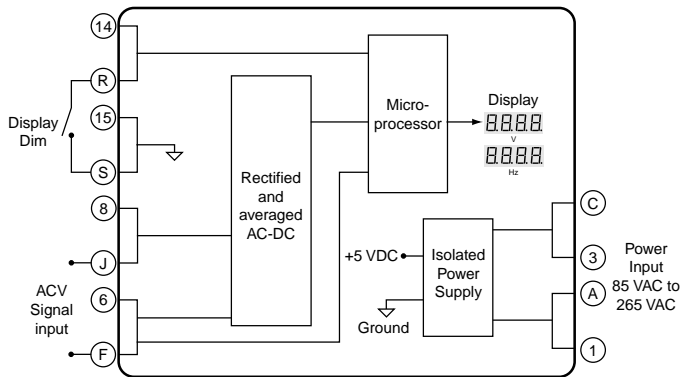 14
R
Display
Dim
15
S
8
J
ACV
Signal
input
6
F
Rectified
and
averaged
AC-DC
Micro-
processor
Display
8.8.8.8.
V
8.8.8.8.
Hz
+5 VDC
Ground
Isolated
Power
Supply
C
3
Power
Input
85 VAC to
265 VAC
A
1